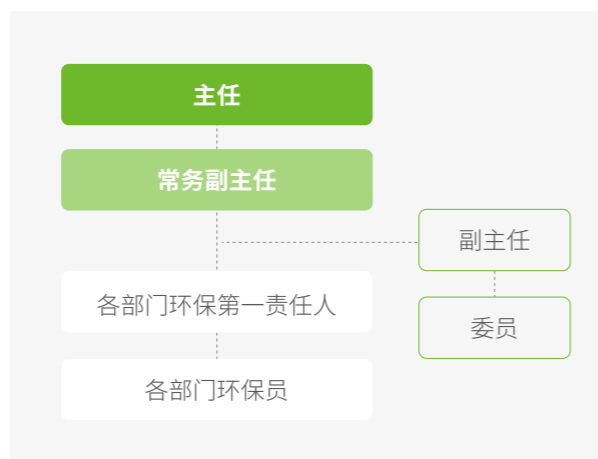 主任
常务副主任
副主任
各部门环保第一责任人
委员
各部门环保员